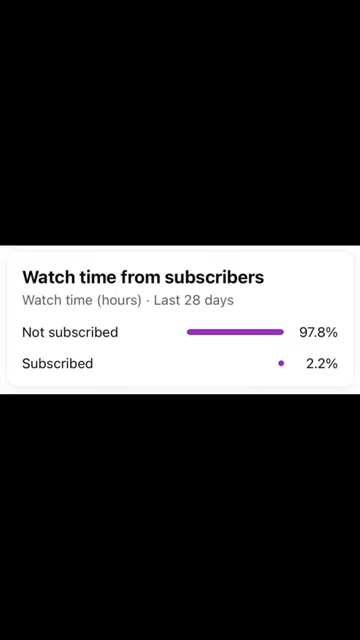 Watch time from subscribers
Watch time (hours) · Last 28 days
Not subscribed 97.8%
Subscribed 2.2%